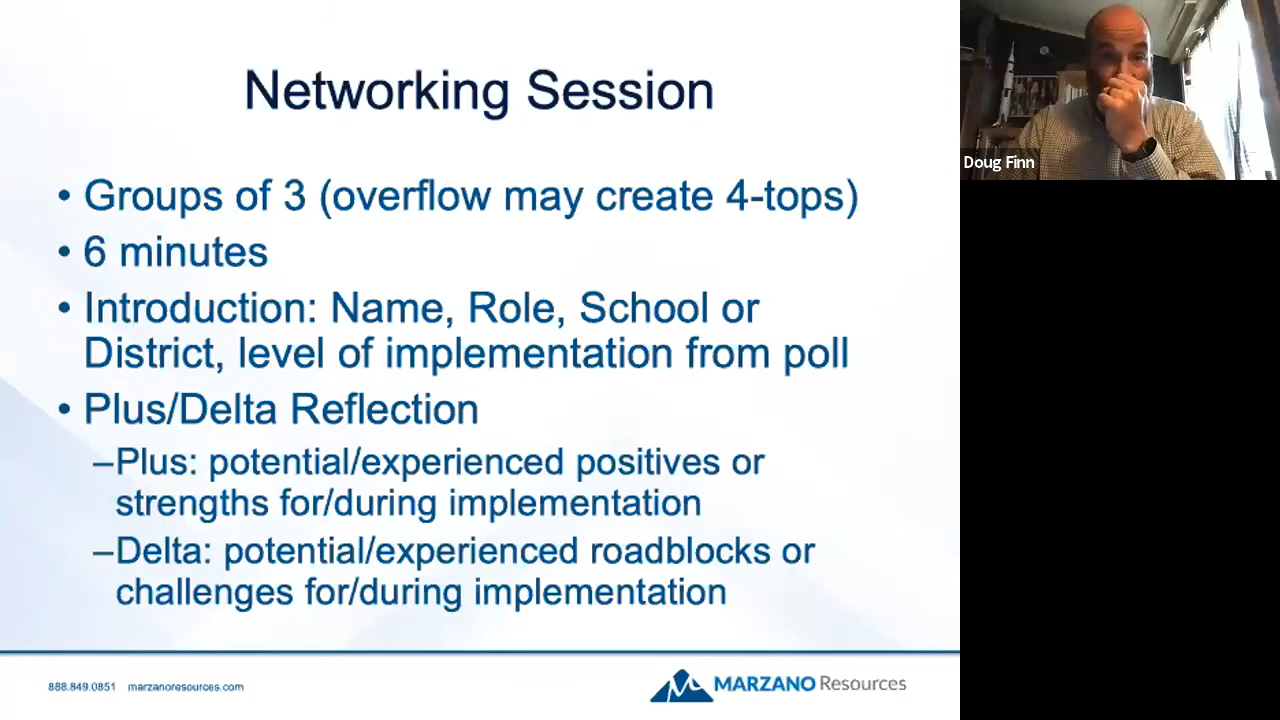 Networking Session
• Groups of 3 (overflow may create 4-tops)
• 6 minutes
• Introduction: Name, Role, School or
District, level of implementation from poll
• Plus/Delta Reflection
–Plus: potential/experienced positives or
strengths for/during implementation
–Delta: potential/experienced roadblocks or
challenges for/during implementation
888.849.0851 marzanoresources.com
MARZANO Resources
Doug Finn